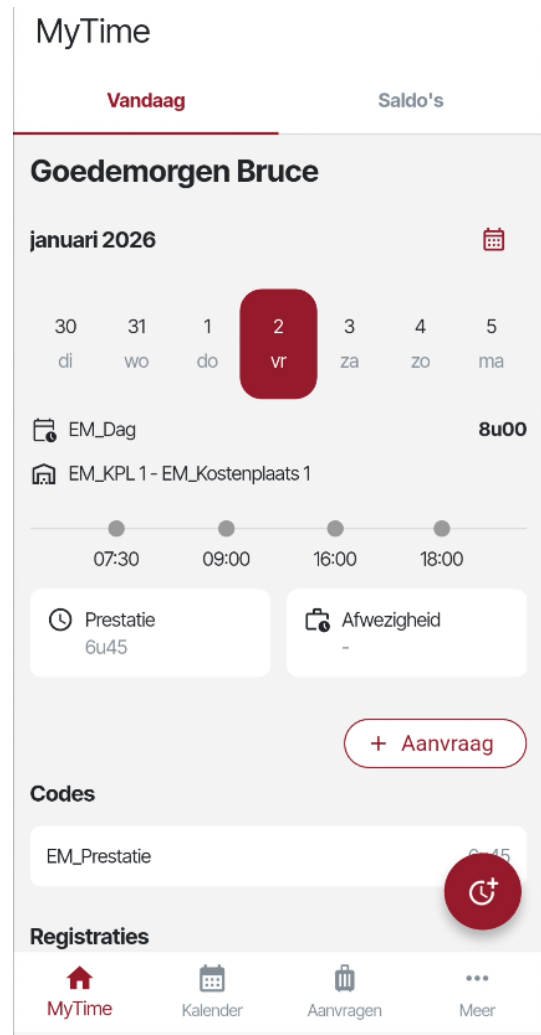 MyTime
Vandaag Saldo's
Goedemorgen Bruce
januari 2026
30 31 1 2 3 4 5
di wo do vr za zo ma
EM_Dag 8u00
EM_KPL 1 - EM_Kostenplaats 1
07:30 09:00 16:00 18:00
Prestatie Afwezigheid
6u45 -
+ Aanvraag
Codes
EM_Prestatie
Registraties
MyTime Kalender Aanvragen Meer